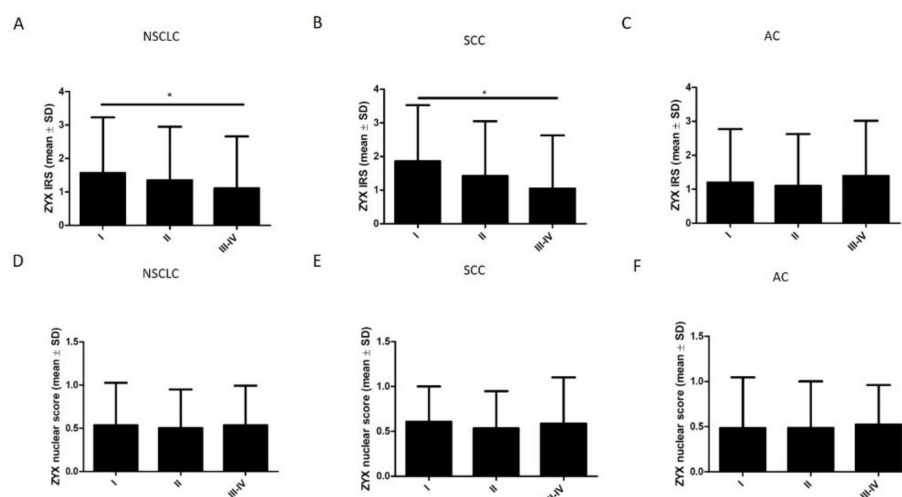 A
NSCLC
ZYX IRS (mean ± SD)
4
3
2
1
0
I
II
III-IV
B
SCC
ZYX IRS (mean ± SD)
4
3
2
1
0
I
II
III-IV
C
AC
ZYX IRS (mean ± SD)
4
3
2
1
0
I
II
III-IV
*
*
D
NSCLC
ZYX nuclear score (mean ± SD)
1.5
1.0
0.5
0.0
I
II
III-IV
E
SCC
ZYX nuclear score (mean ± SD)
1.5
1.0
0.5
0.0
I
II
III-IV
F
AC
ZYX nuclear score (mean ± SD)
1.5
1.0
0.5
0.0
I
II
III-IV